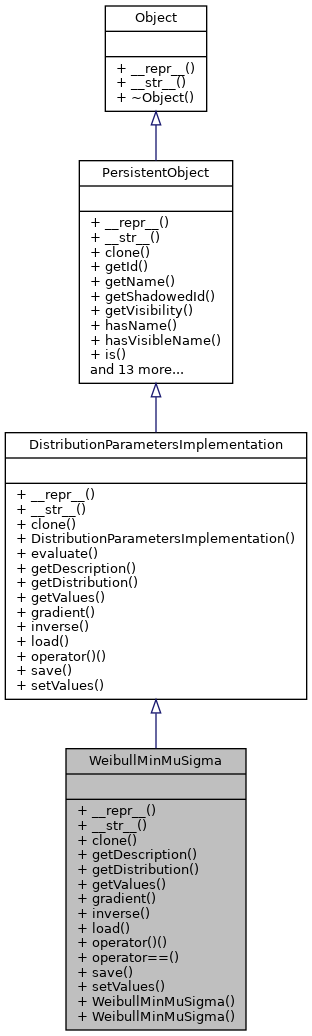 Object
+ __repr__()
+ __str__()
+ ~Object()
PersistentObject
+ __repr__()
+ __str__()
+ clone()
+ getId()
+ getName()
+ getShadowedId()
+ getVisibility()
+ hasName()
+ hasVisibleName()
+ is()
and 13 more...
DistributionParametersImplementation
+ __repr__()
+ __str__()
+ clone()
+ DistributionParametersImplementation()
+ evaluate()
+ getDescription()
+ getDistribution()
+ getValues()
+ gradient()
+ inverse()
+ load()
+ operator()()
+ save()
+ setValues()
WeibullMinMuSigma
+ __repr__()
+ __str__()
+ clone()
+ getDescription()
+ getDistribution()
+ getValues()
+ gradient()
+ inverse()
+ load()
+ operator()()
+ operator==()
+ save()
+ setValues()
+ WeibullMinMuSigma()
+ WeibullMinMuSigma()